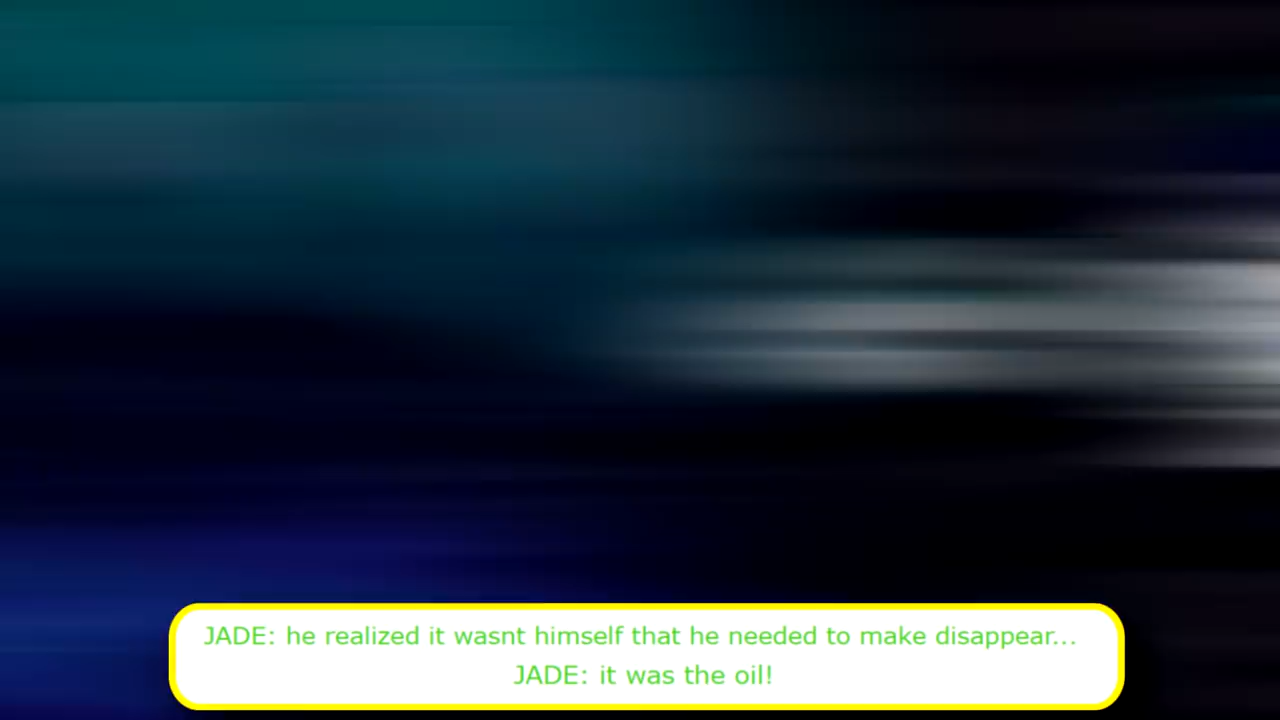 JADE: he realized it wasnt himself that he needed to make disappear...
JADE: it was the oil!